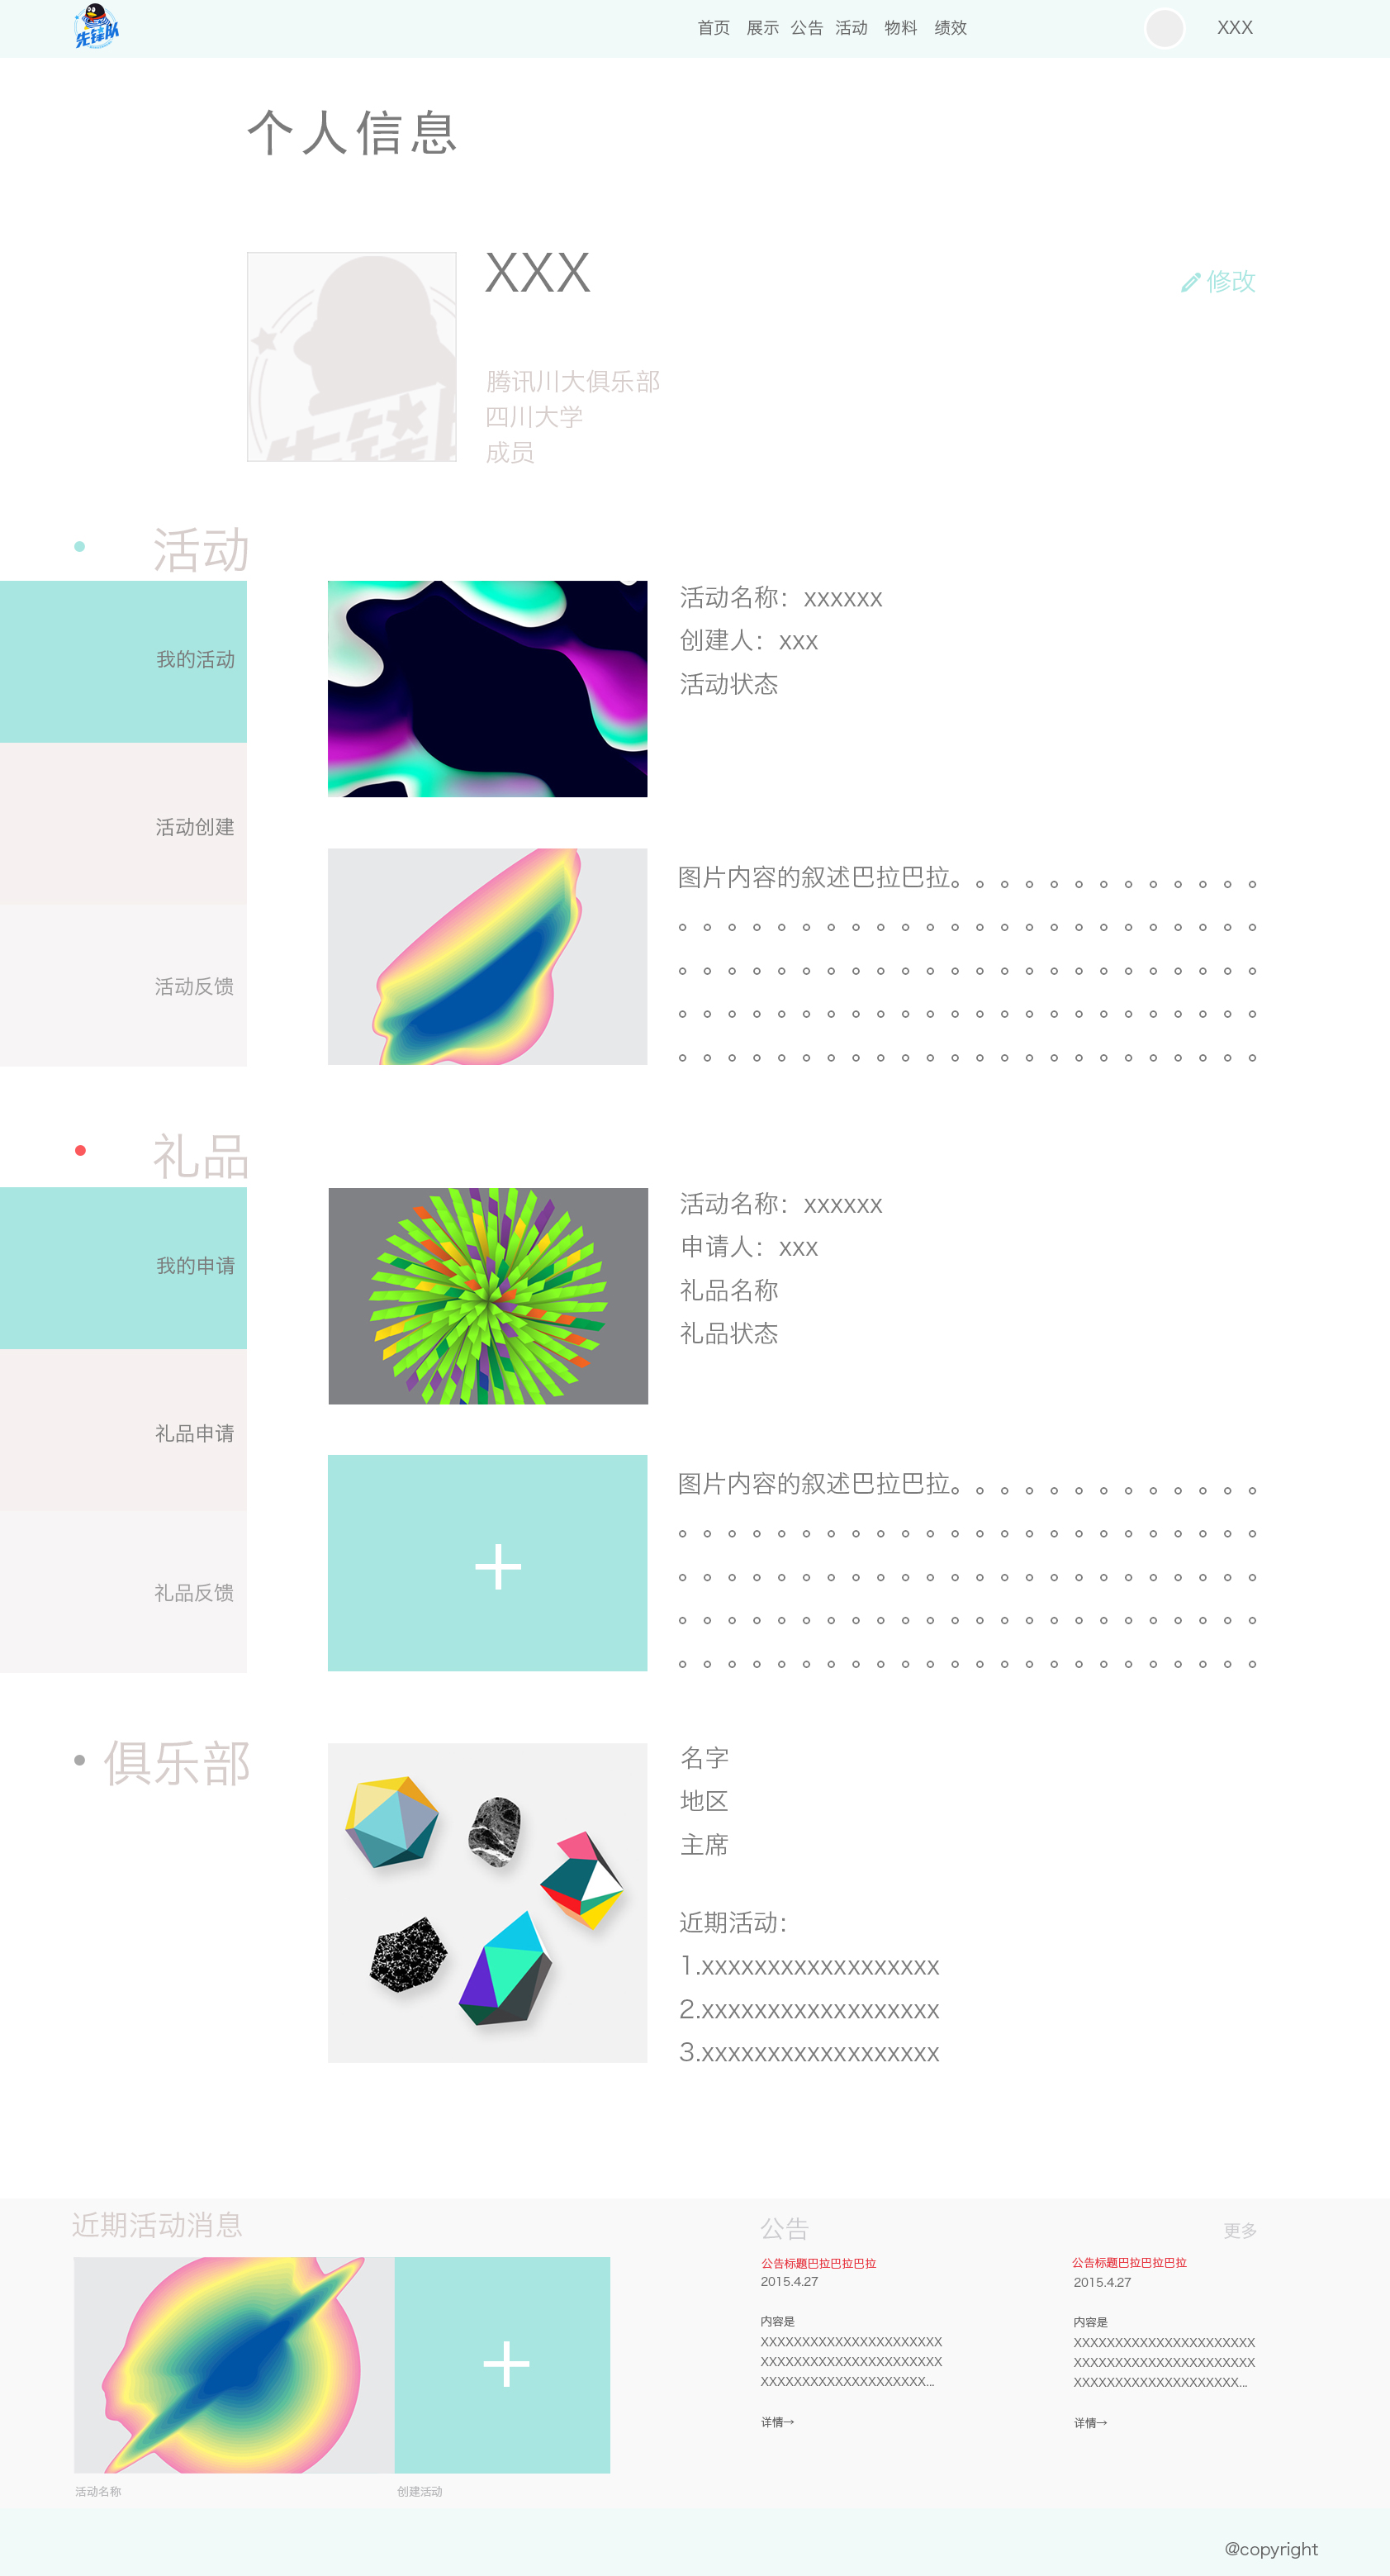 先锋队
首页 展示 公告 活动 物料 绩效
XXX
个人信息
XXX
修改
腾讯川大俱乐部
四川大学
成员
活动
我的活动
活动创建
活动反馈
活动名称：xxxxxx
创建人：xxx
活动状态
图片内容的叙述巴拉巴拉。。。。。。。。。。。。。
。。。。。。。。。。。。。。。。。。。。。。。。
。。。。。。。。。。。。。。。。。。。。。。。。
。。。。。。。。。。。。。。。。。。。。。。。。
。。。。。。。。。。。。。。。。。。。。。。。。
礼品
我的申请
礼品申请
礼品反馈
活动名称：xxxxxx
申请人：xxx
礼品名称
礼品状态
图片内容的叙述巴拉巴拉。。。。。。。。。。。。。
。。。。。。。。。。。。。。。。。。。。。。。。
。。。。。。。。。。。。。。。。。。。。。。。。
。。。。。。。。。。。。。。。。。。。。。。。。
。。。。。。。。。。。。。。。。。。。。。。。。
俱乐部
名字
地区
主席
近期活动：
1.xxxxxxxxxxxxxxxxxx
2.xxxxxxxxxxxxxxxxxx
3.xxxxxxxxxxxxxxxxxx
近期活动消息
活动名称
创建活动
公告
更多
公告标题巴拉巴拉巴拉
2015.4.27
内容是
XXXXXXXXXXXXXXXXXXXXXX
XXXXXXXXXXXXXXXXXXXXXX
XXXXXXXXXXXXXXXXXXXX...
详情→
公告标题巴拉巴拉巴拉
2015.4.27
内容是
XXXXXXXXXXXXXXXXXXXXXX
XXXXXXXXXXXXXXXXXXXXXX
XXXXXXXXXXXXXXXXXXXX...
详情→
@copyright